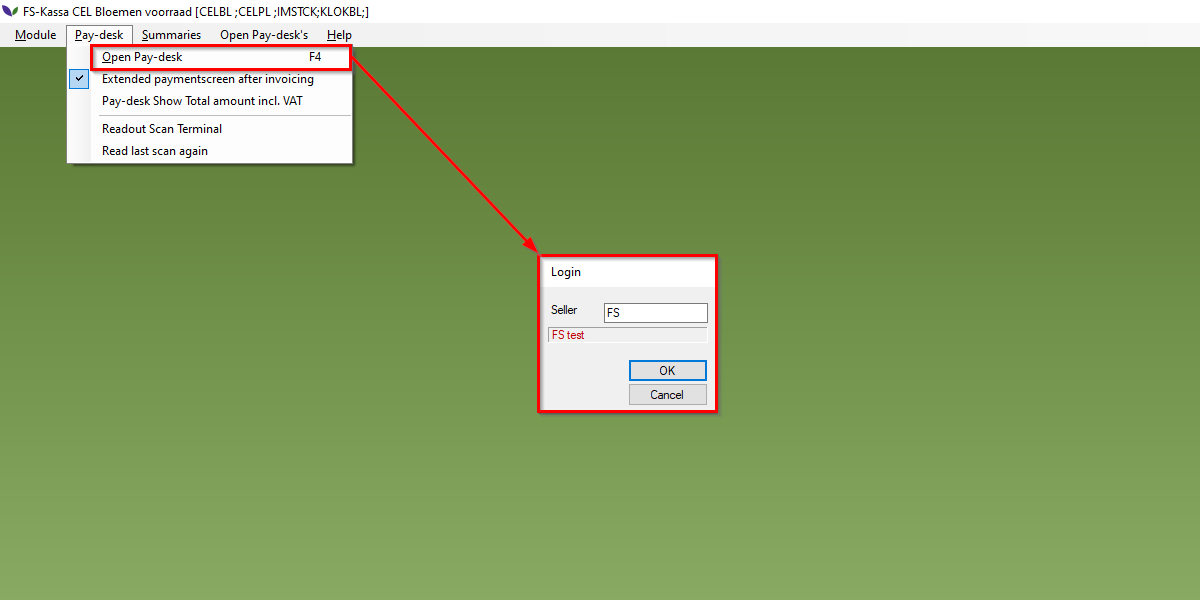 FS-Kassa CEL Bloemen voorraad [CELBL ;CELPL ;IMSTCK;KLOKBL;]
Module Pay-desk Summaries Open Pay-desk's Help
Open Pay-desk F4
Extended paymentscreen after invoicing
Pay-desk Show Total amount incl. VAT
Readout Scan Terminal
Read last scan again
Login
Seller FS
FS test
OK
Cancel